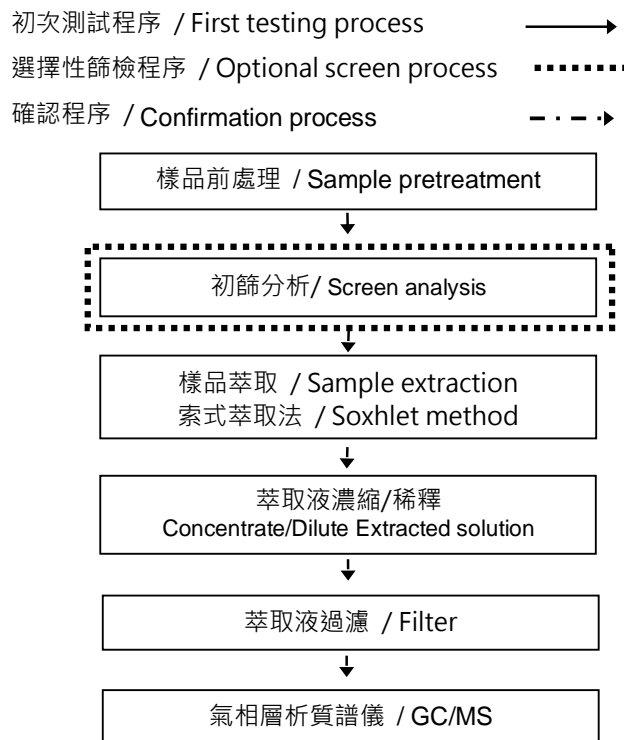 初次測試程序 / First testing process
選擇性篩檢程序 / Optional screen process
確認程序 / Confirmation process
樣品前處理 / Sample pretreatment
初篩分析/ Screen analysis
樣品萃取 / Sample extraction
索式萃取法 / Soxhlet method
萃取液濃縮/稀釋
Concentrate/Dilute Extracted solution
萃取液過濾 / Filter
氣相層析質譜儀 / GC/MS